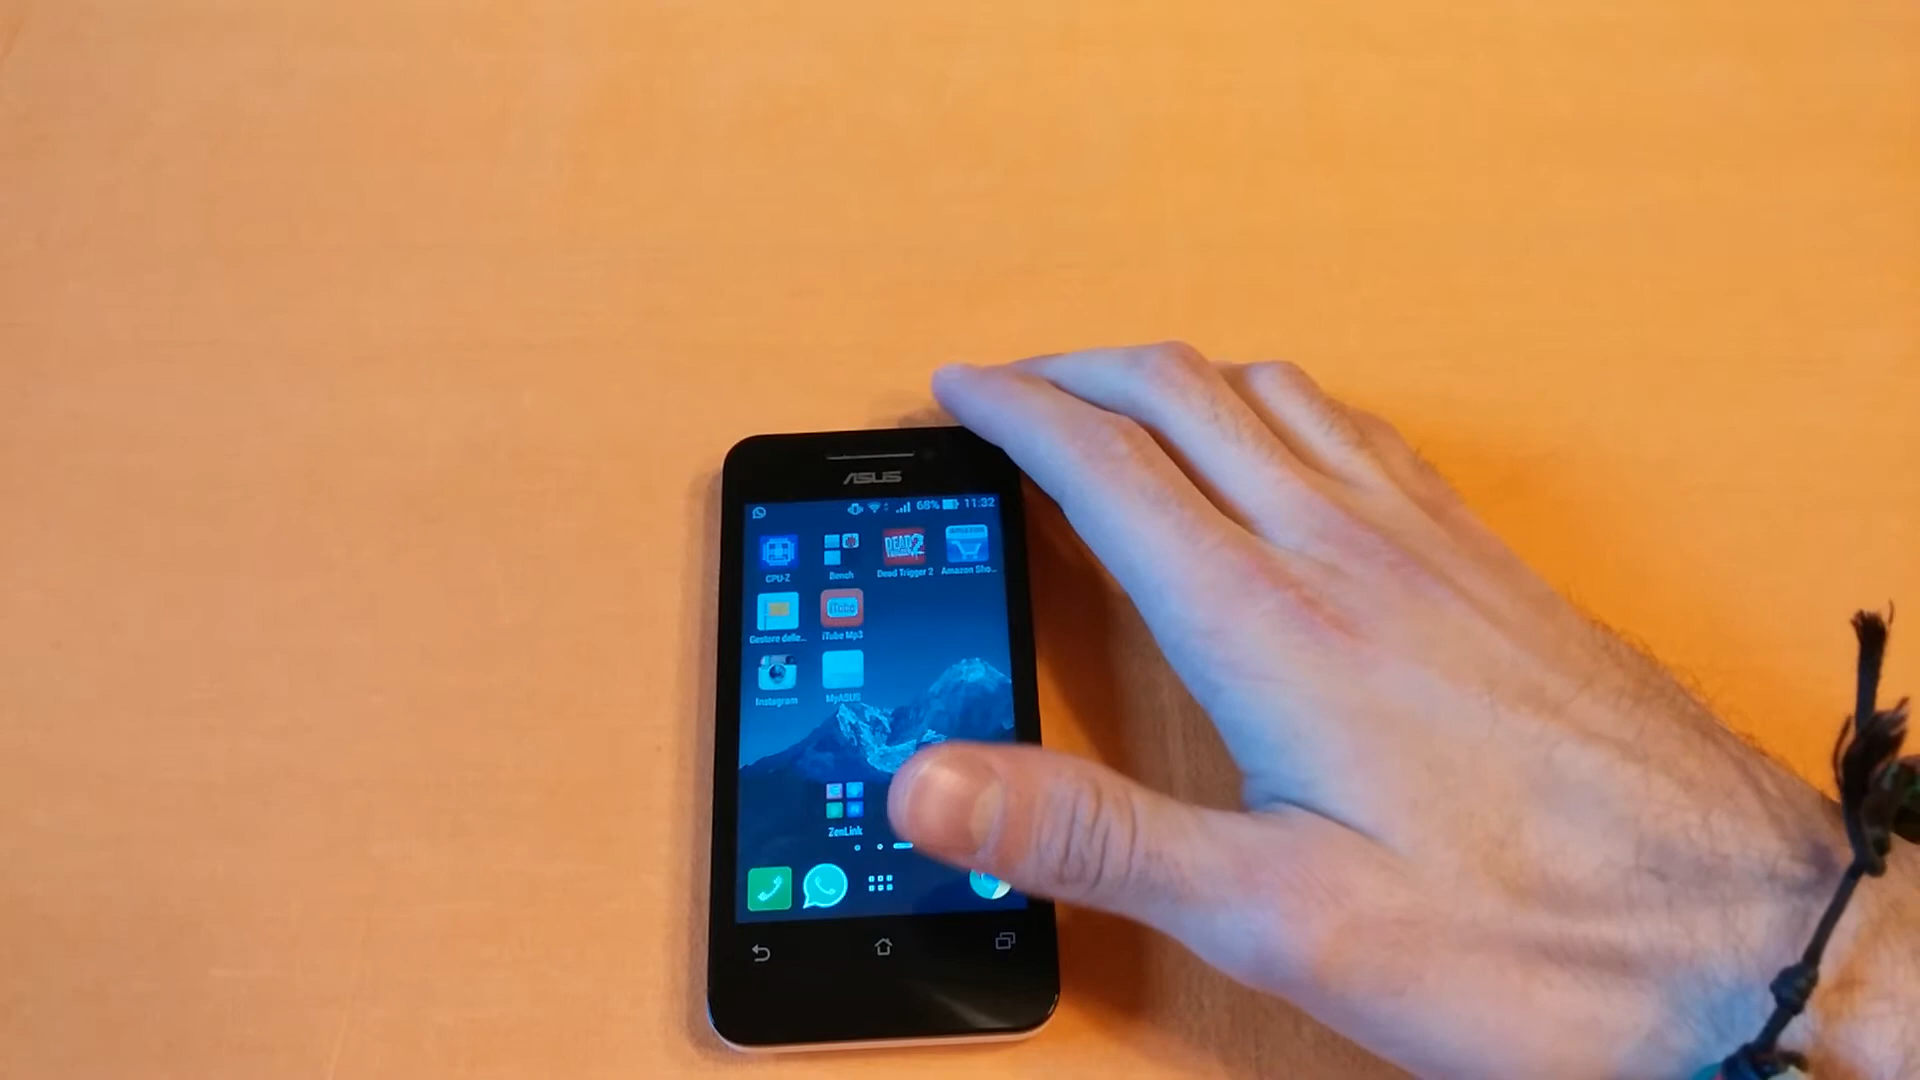 ASUS
68% 11:32
CPU-Z Bench Dead Trigger 2 Amazon Sho...
Gestore delle... iTube Mp3
Instagram MyASUS
ZenLink